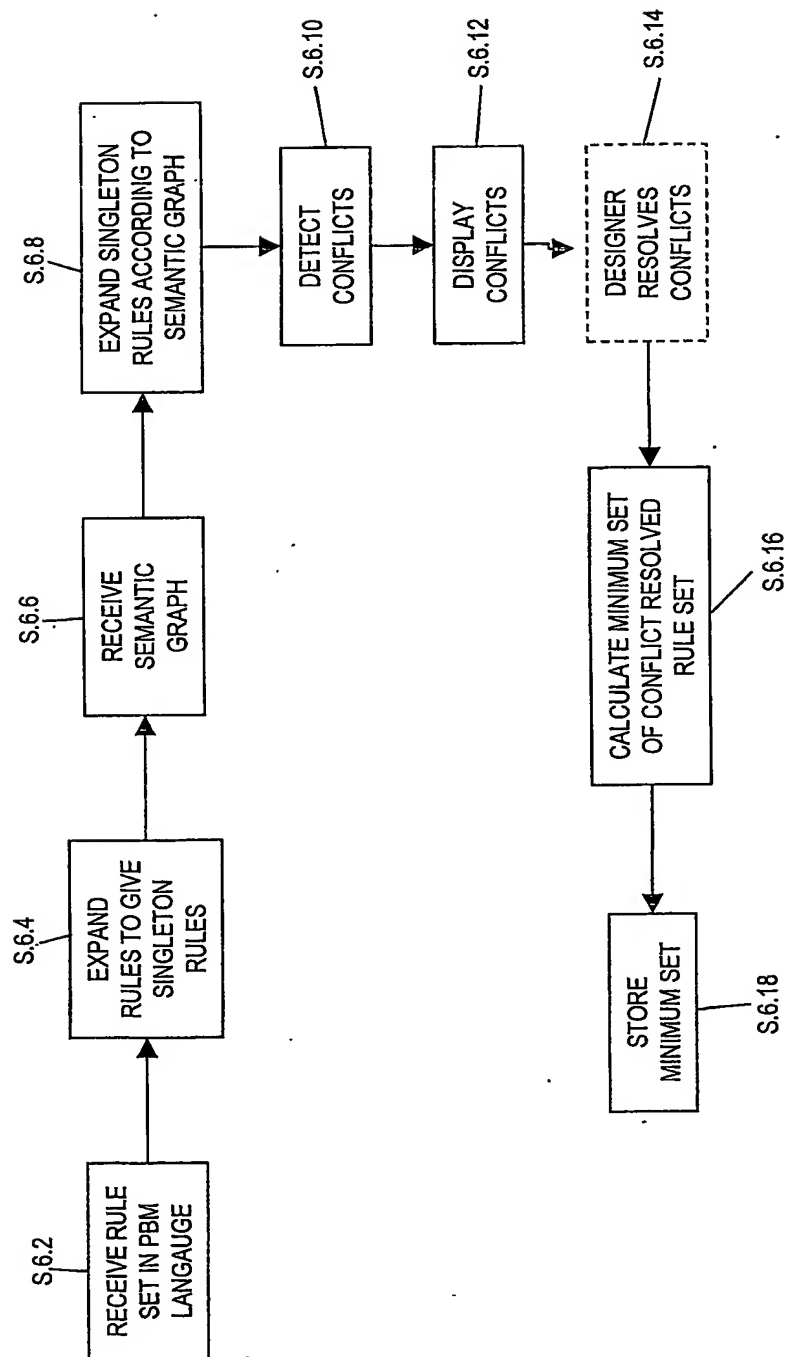 S.6.2
RECEIVE RULE
SET IN PBM
LANGAUGE
S.6.4
EXPAND
RULES TO GIVE
SINGLETON
RULES
S.6.6
RECEIVE
SEMANTIC
GRAPH
S.6.8
EXPAND SINGLETON
RULES ACCORDING TO
SEMANTIC GRAPH
S.6.10
DETECT
CONFLICTS
S.6.12
DISPLAY
CONFLICTS
S.6.14
DESIGNER
RESOLVES
CONFLICTS
CALCULATE MINIMUM SET
OF CONFLICT RESOLVED
RULE SET
S.6.16
STORE
MINIMUM SET
S.6.18